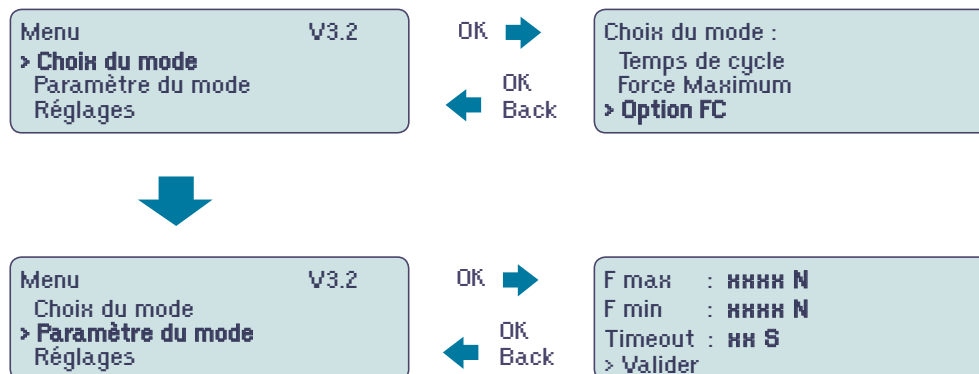 Menu V3.2
> Choix du mode
Paramètre du mode
Réglages
OK
OK
Back
Choix du mode :
Temps de cycle
Force Maximum
> Option FC
Menu V3.2
Choix du mode
> Paramètre du mode
Réglages
OK
OK
Back
F max : xxxx N
F min : xxxx N
Timeout : xx S
> Valider